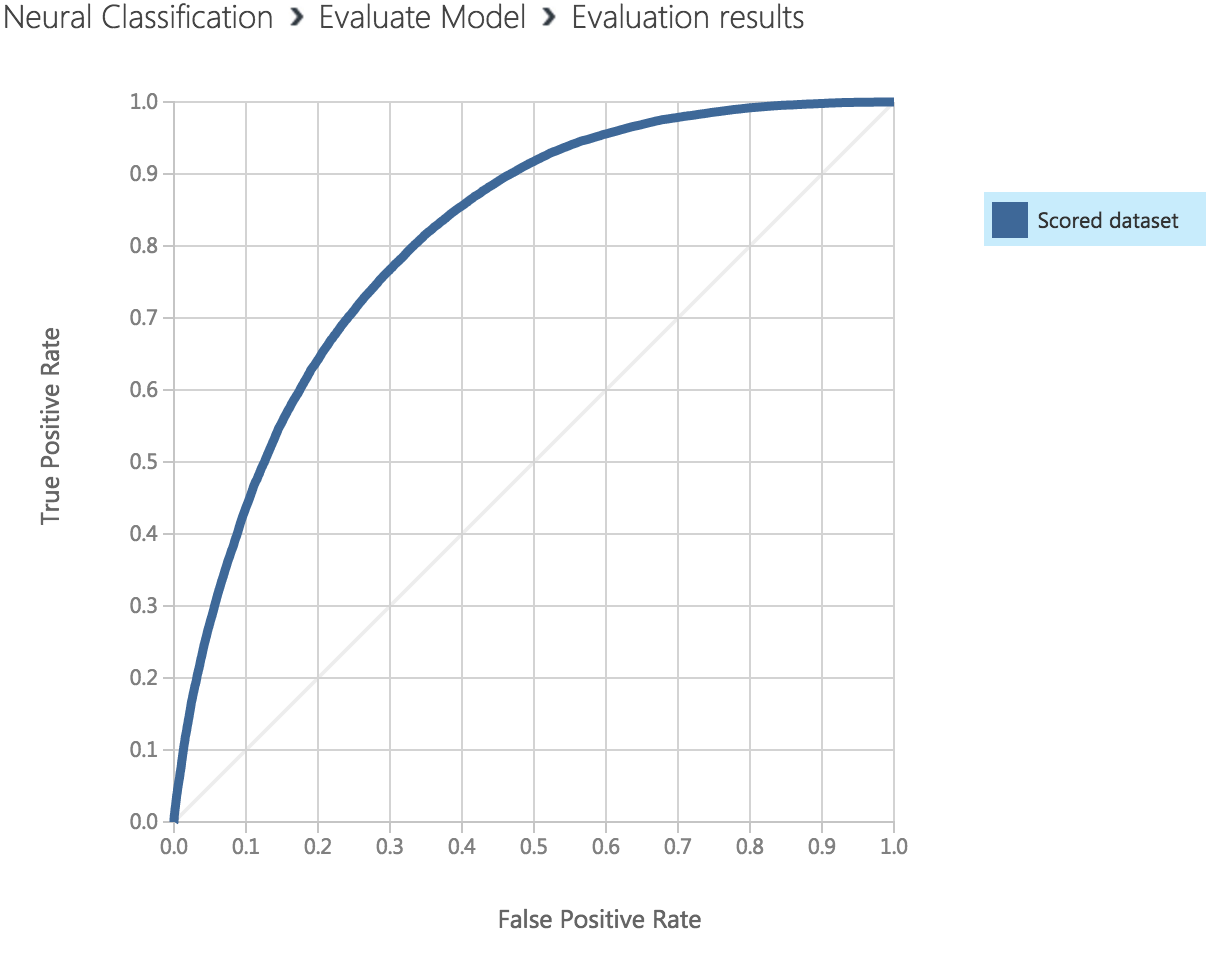 Neural Classification › Evaluate Model › Evaluation results
1.0
0.9
0.8
0.7
0.6
0.5
0.4
0.3
0.2
0.1
0.0
True Positive Rate
0.0 0.1 0.2 0.3 0.4 0.5 0.6 0.7 0.8 0.9 1.0
False Positive Rate
Scored dataset